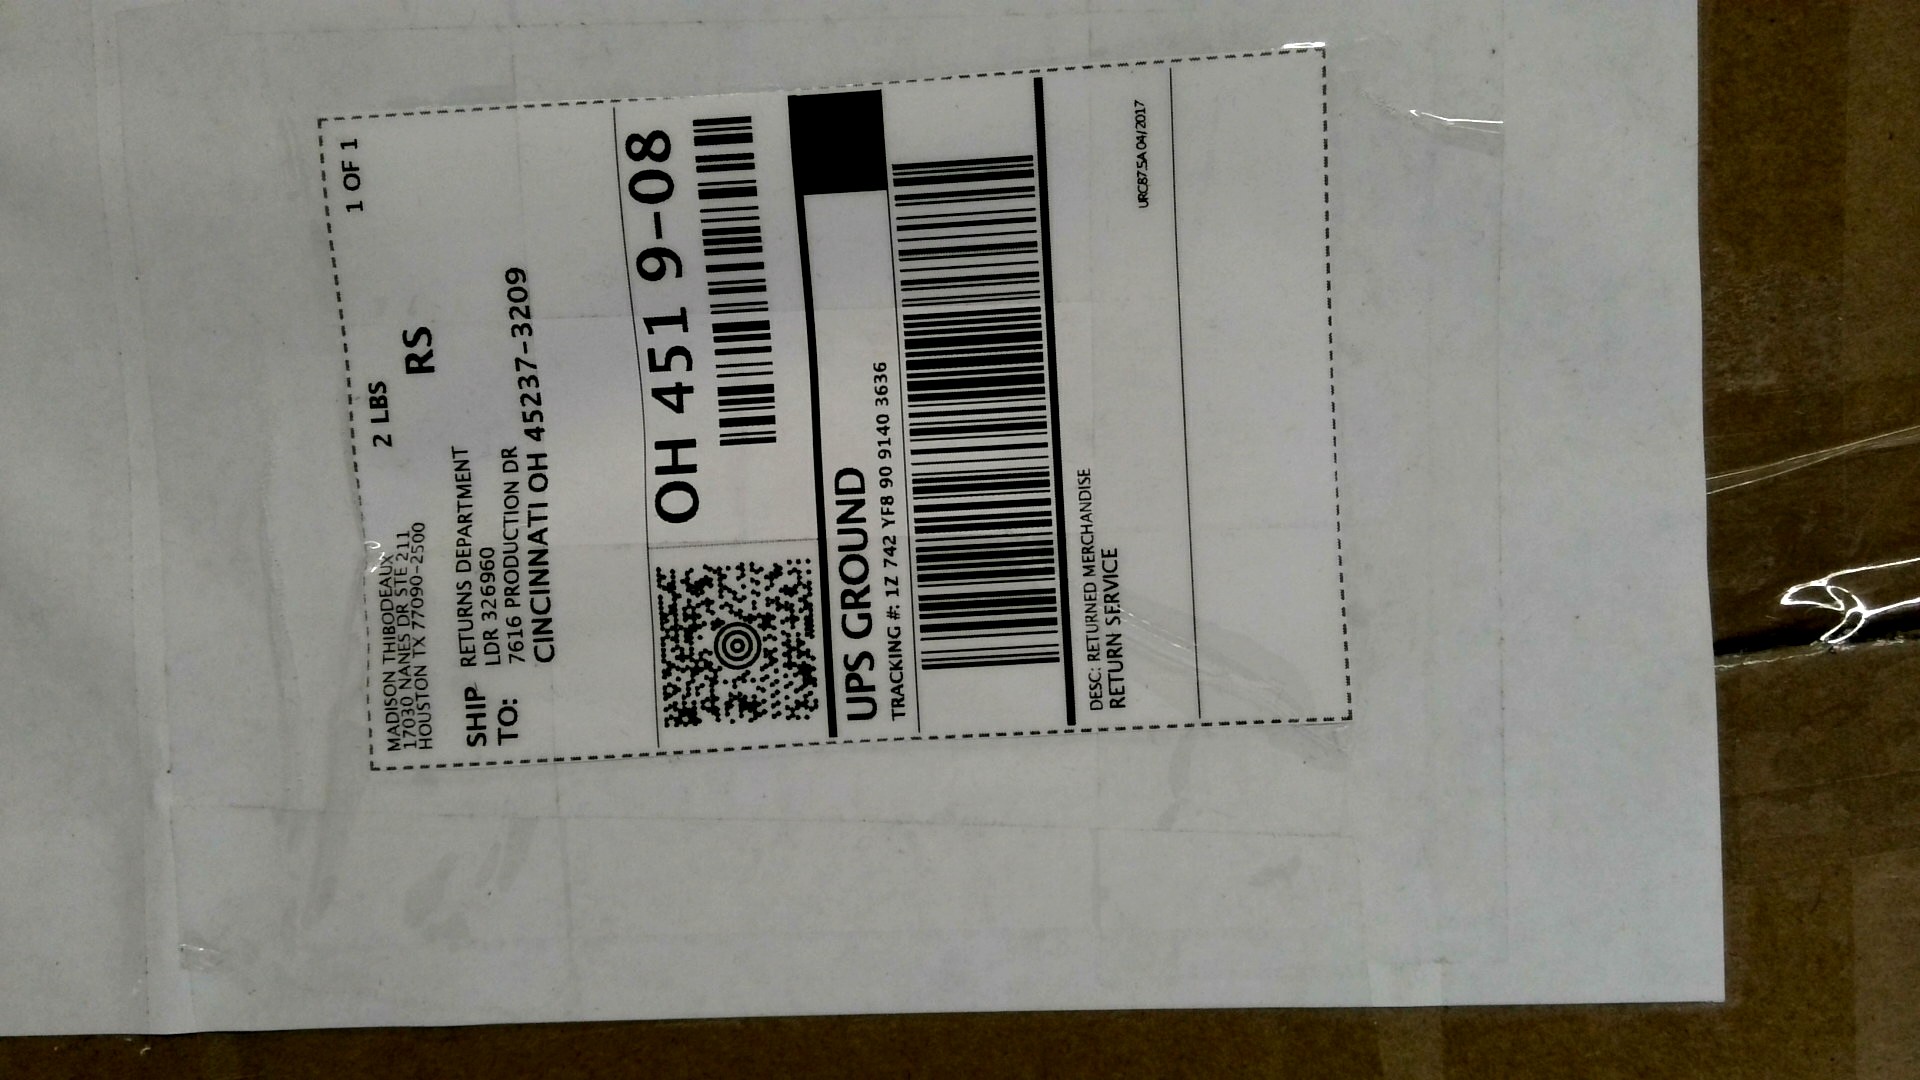 MADISON THIBODEAUX
17030 NANES DR STE 211
HOUSTON TX 77090-2500
2 LBS
1 OF 1
RS
SHIP TO:
RETURNS DEPARTMENT
LDR 326960
7616 PRODUCTION DR
CINCINNATI OH 45237-3209
OH 451 9-08
UPS GROUND
TRACKING #: 1Z 742 YF8 90 9140 3636
DESC: RETURNED MERCHANDISE
RETURN SERVICE
URC87.5A 04/2017